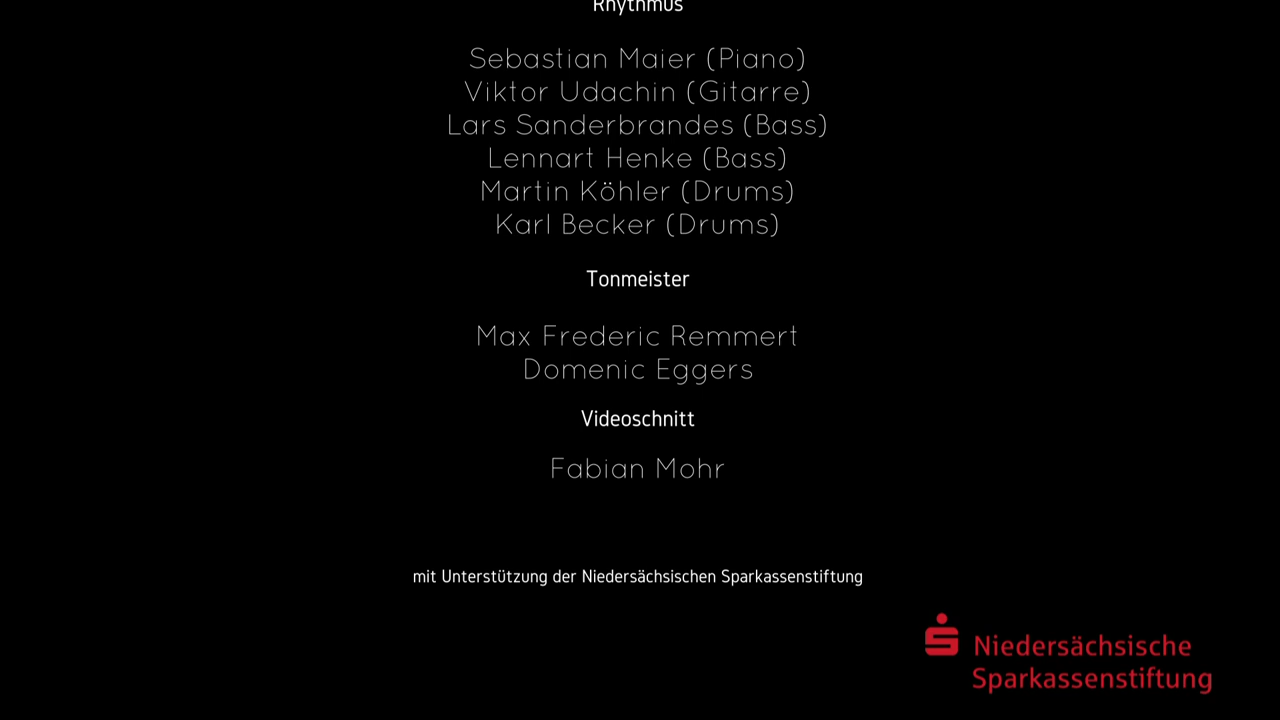 Rhythmus
Sebastian Maier (Piano)
Viktor Udachin (Gitarre)
Lars Sanderbrandes (Bass)
Lennart Henke (Bass)
Martin Köhler (Drums)
Karl Becker (Drums)
Tonmeister
Max Frederic Remmert
Domenic Eggers
Videoschnitt
Fabian Mohr
mit Unterstützung der Niedersächsischen Sparkassenstiftung
Niedersächsische
Sparkassenstiftung